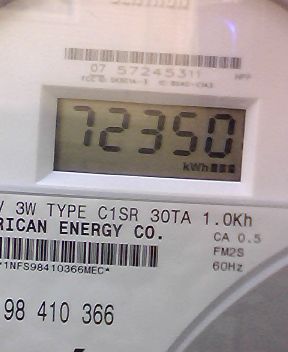 07 57245311
72350
kWh
V 3W TYPE C1SR 30TA 1.0Kh
RICAN ENERGY CO.
CA 0.5
FM2S
60Hz
*1NFS98410366MEC*
98 410 366